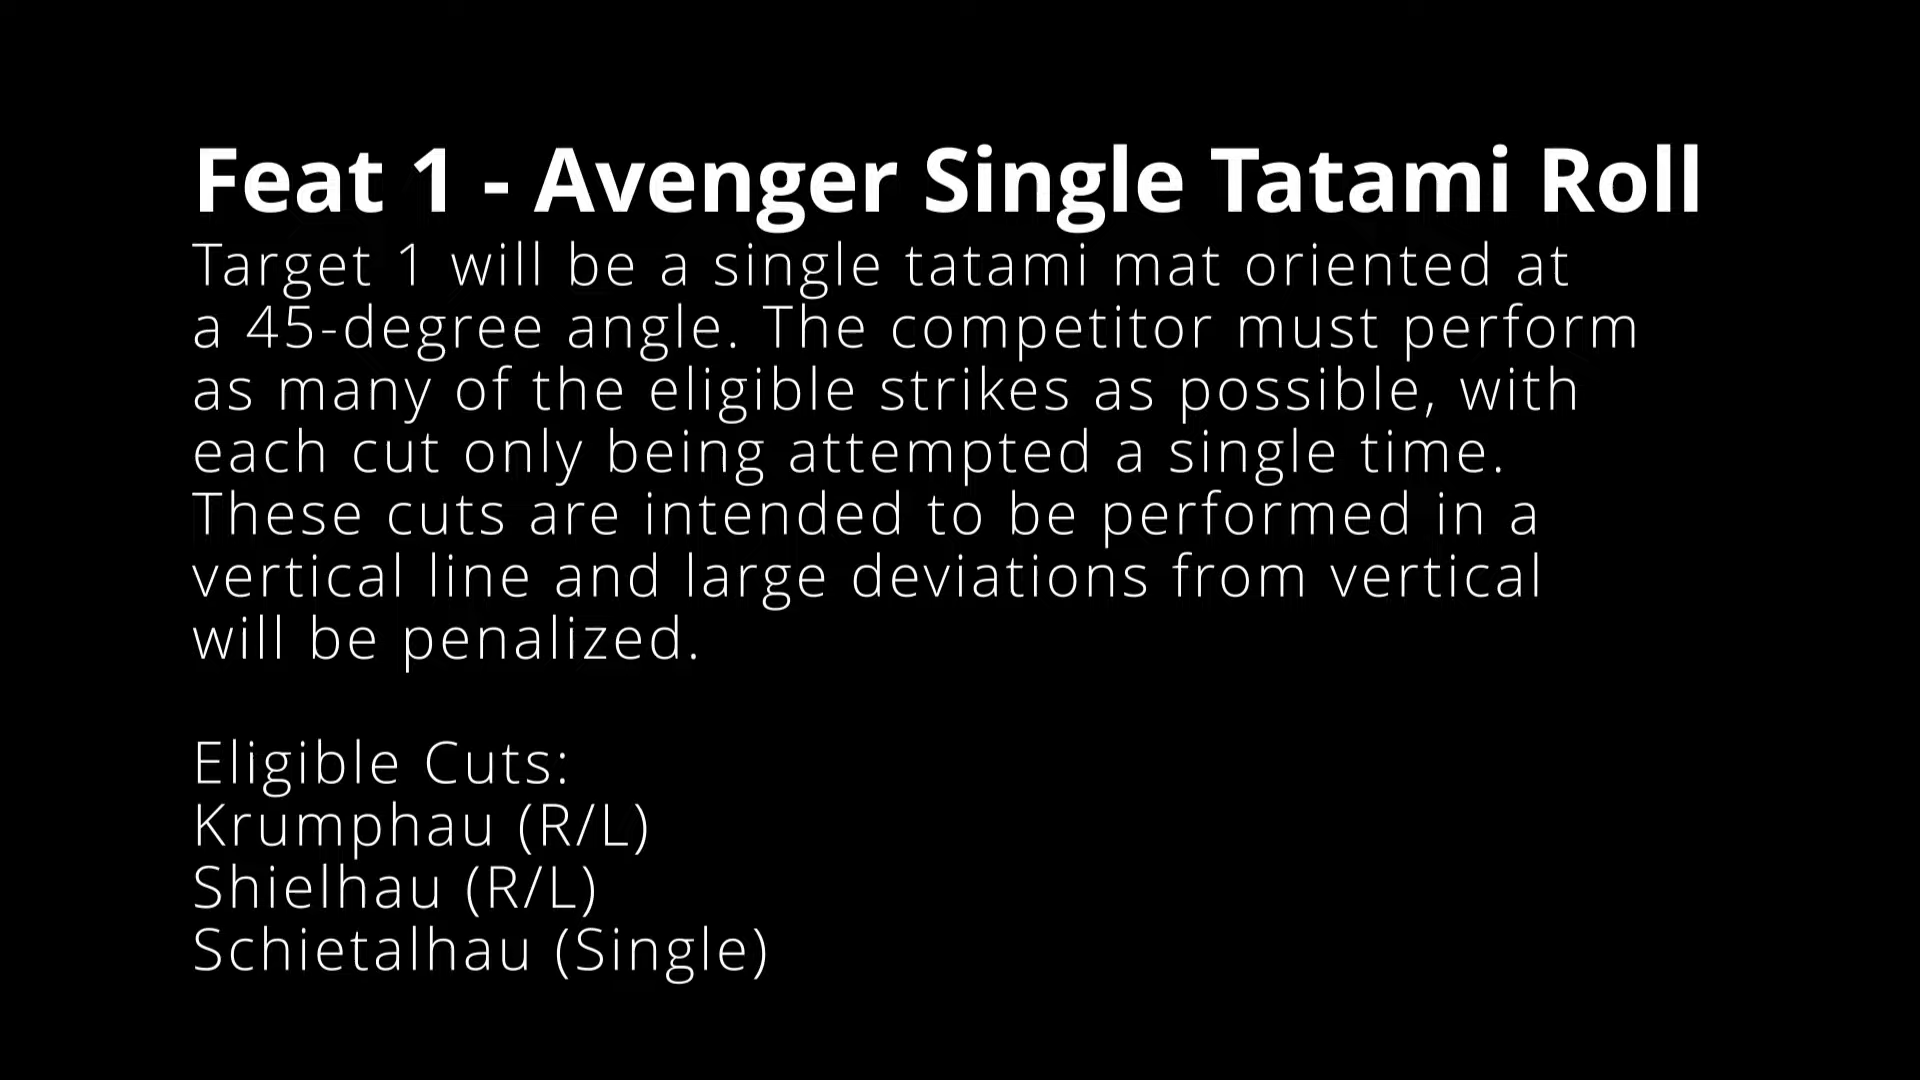 Feat 1 - Avenger Single Tatami Roll
Target 1 will be a single tatami mat oriented at
a 45-degree angle. The competitor must perform
as many of the eligible strikes as possible, with
each cut only being attempted a single time.
These cuts are intended to be performed in a
vertical line and large deviations from vertical
will be penalized.
Eligible Cuts:
Krumphau (R/L)
Shielhau (R/L)
Schietalhau (Single)